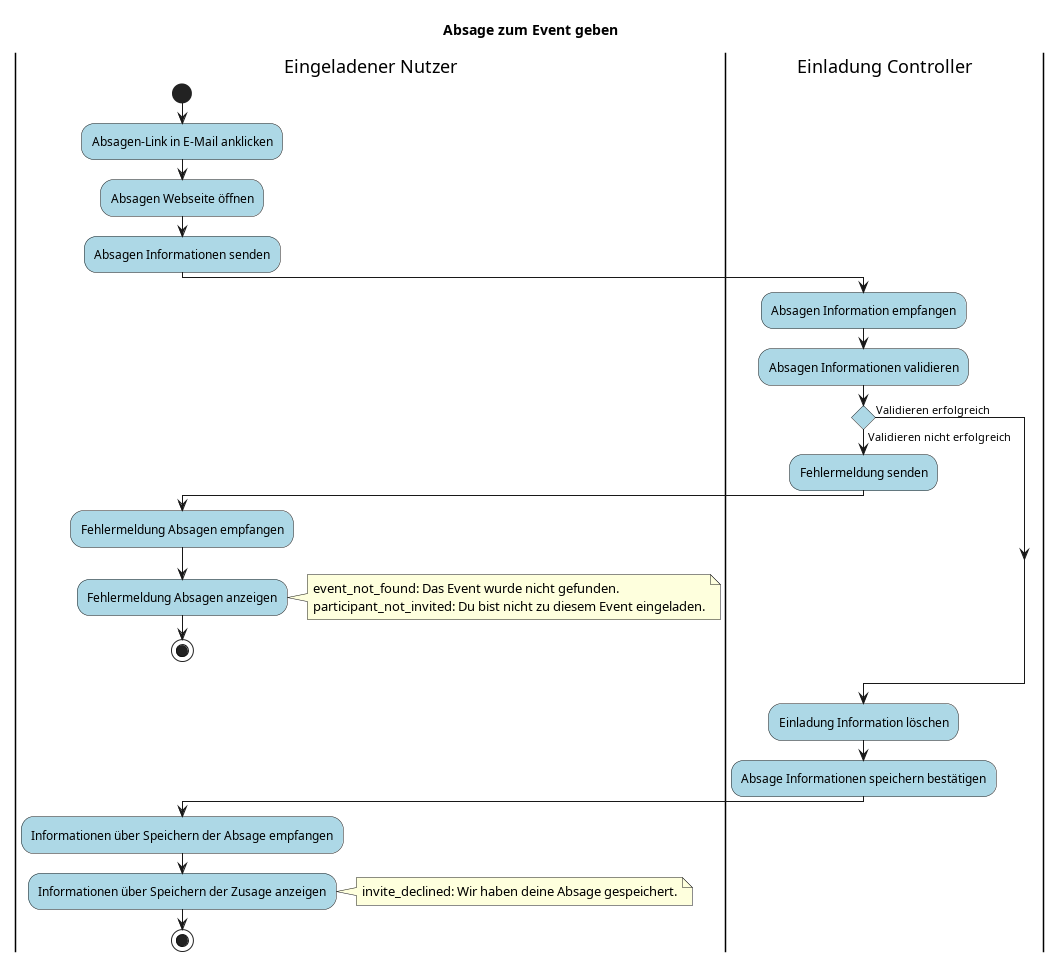 Absage zum Event geben
Eingeladener Nutzer
Einladung Controller
Absagen-Link in E-Mail anklicken
Absagen Webseite öffnen
Absagen Informationen senden
Absagen Information empfangen
Absagen Informationen validieren
Validieren erfolgreich
Validieren nicht erfolgreich
Fehlermeldung senden
Fehlermeldung Absagen empfangen
Fehlermeldung Absagen anzeigen
event_not_found: Das Event wurde nicht gefunden.
participant_not_invited: Du bist nicht zu diesem Event eingeladen.
Einladung Information löschen
Absage Informationen speichern bestätigen
Informationen über Speichern der Absage empfangen
Informationen über Speichern der Zusage anzeigen
invite_declined: Wir haben deine Absage gespeichert.